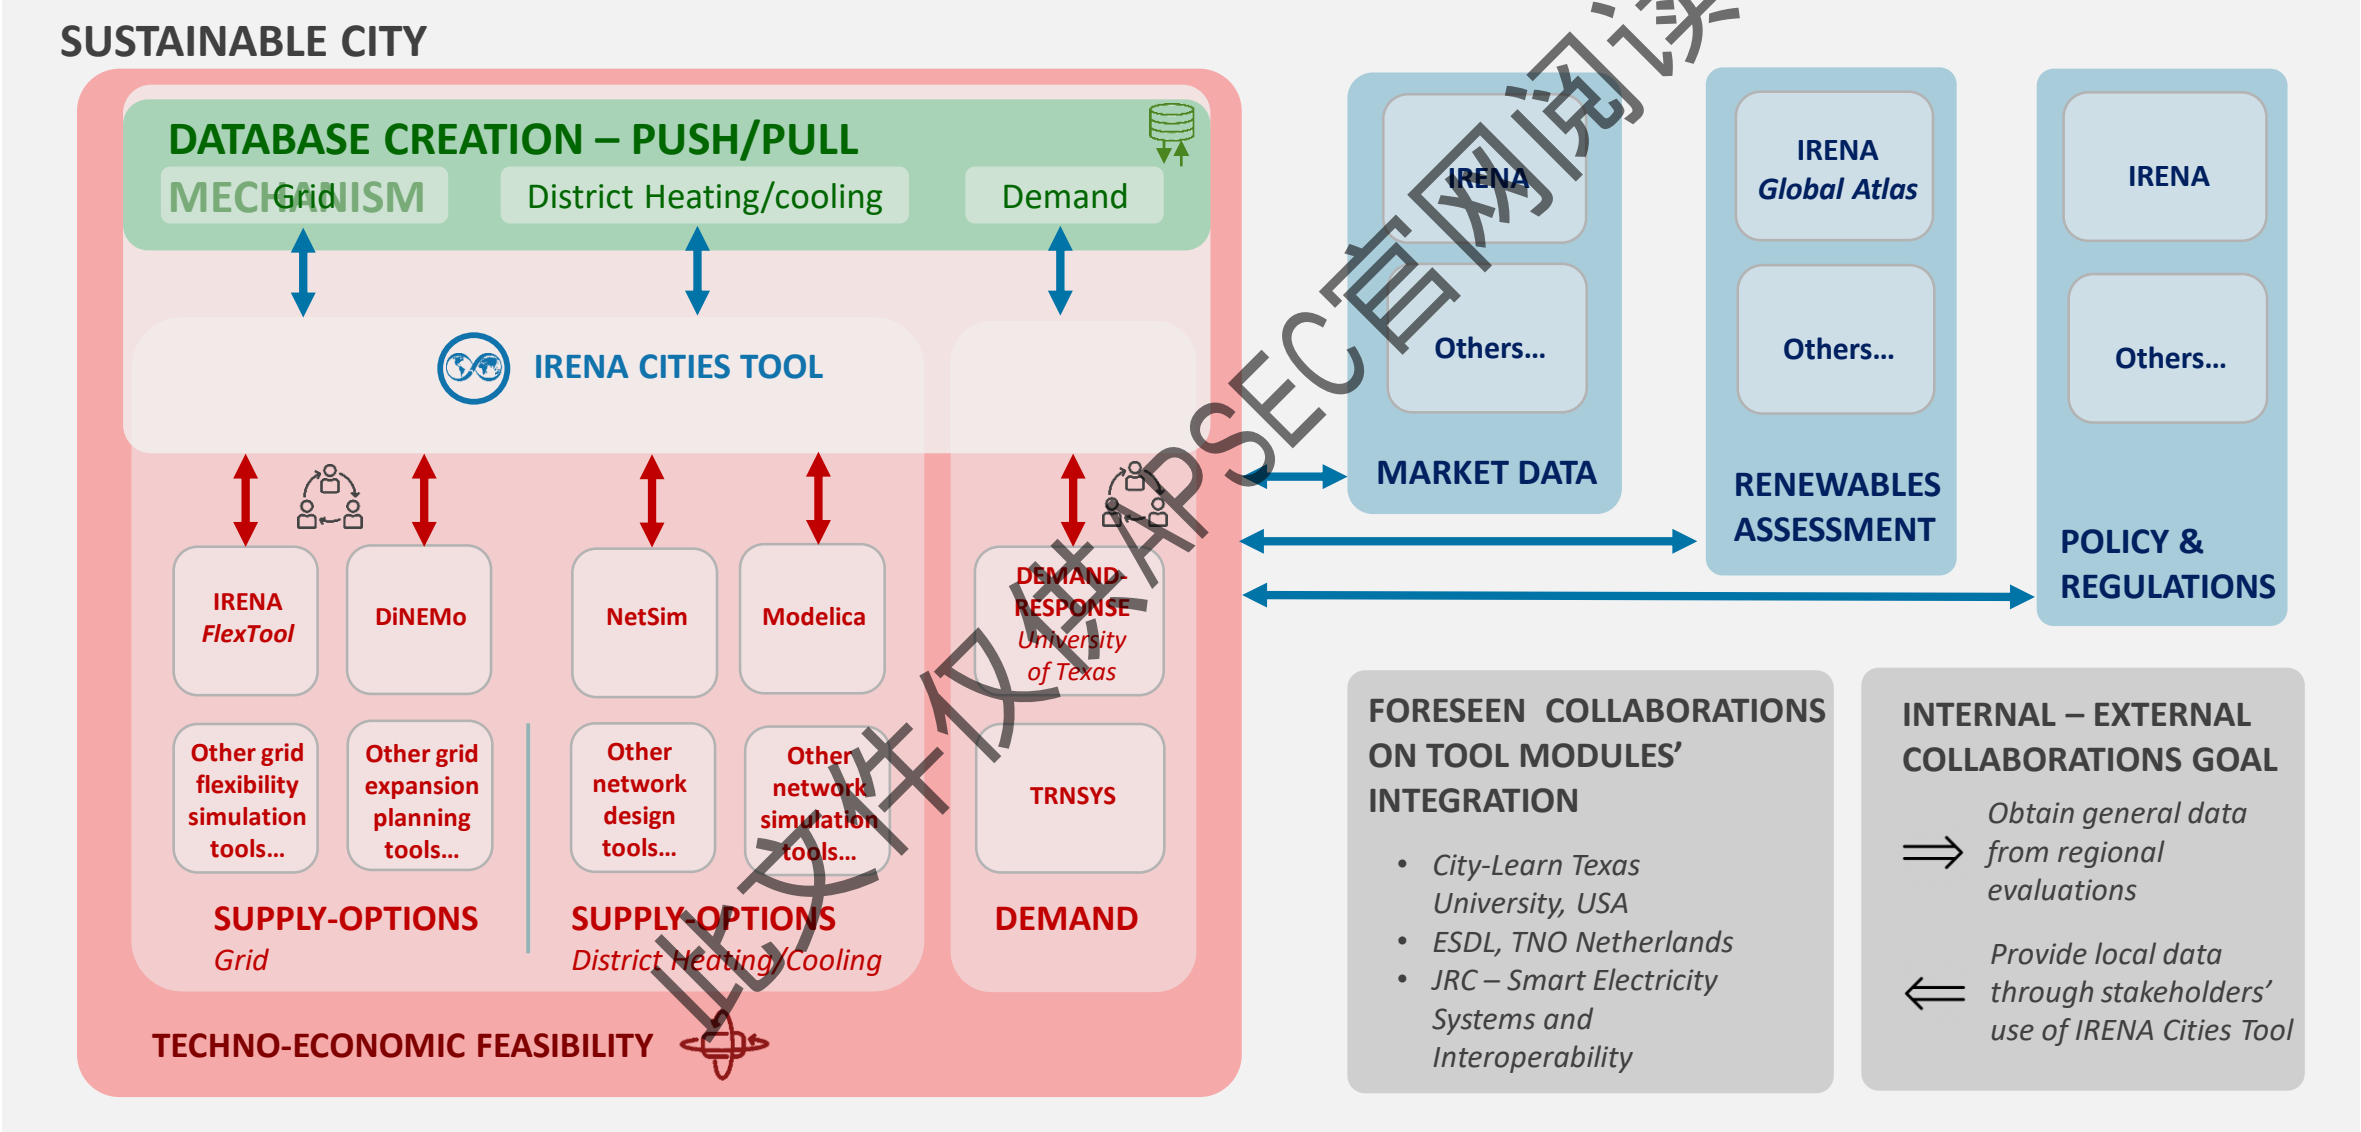 SUSTAINABLE CITY
DATABASE CREATION – PUSH/PULL
MECHANISM
Grid
District Heating/cooling
Demand
IRENA CITIES TOOL
IRENA
FlexTool
DiNEMo
NetSim
Modelica
DEMAND-
RESPONSE
University
of Texas
Other grid
flexibility
simulation
tools...
Other grid
expansion
planning
tools...
Other
network
design
tools...
Other
network
simulation
tools...
TRNSYS
SUPPLY-OPTIONS
Grid
SUPPLY-OPTIONS
District Heating/Cooling
DEMAND
TECHNO-ECONOMIC FEASIBILITY
IRENA
Others...
MARKET DATA
IRENA
Global Atlas
Others...
RENEWABLES
ASSESSMENT
IRENA
Others...
POLICY &
REGULATIONS
FORESEEN COLLABORATIONS
ON TOOL MODULES’
INTEGRATION
• City-Learn Texas
University, USA
• ESDL, TNO Netherlands
• JRC – Smart Electricity
Systems and
Interoperability
INTERNAL – EXTERNAL
COLLABORATIONS GOAL
Obtain general data
from regional
evaluations
Provide local data
through stakeholders’
use of IRENA Cities Tool
此文件仅供APSEC官网阅读